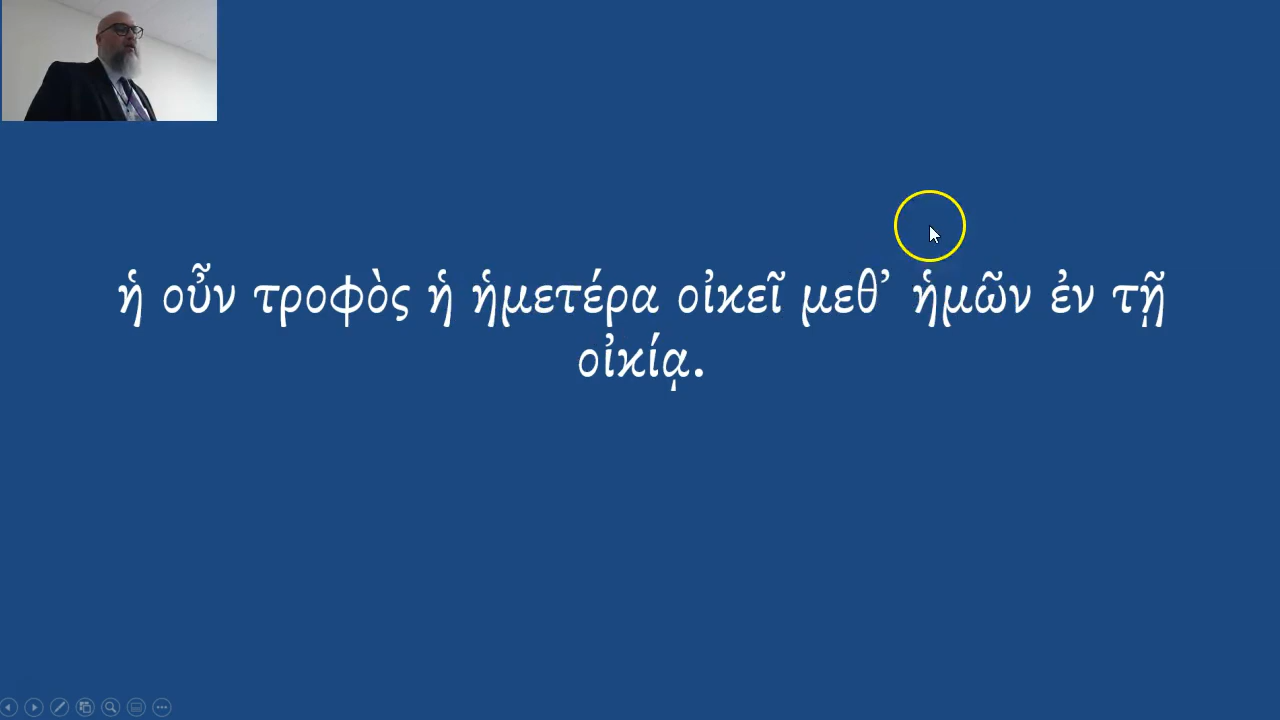 ἡ οὖν τροφὸς ἡ ἡμετέρα οἰκεῖ μεθ’ ἡμῶν ἐν τῇ
οἰκίᾳ.